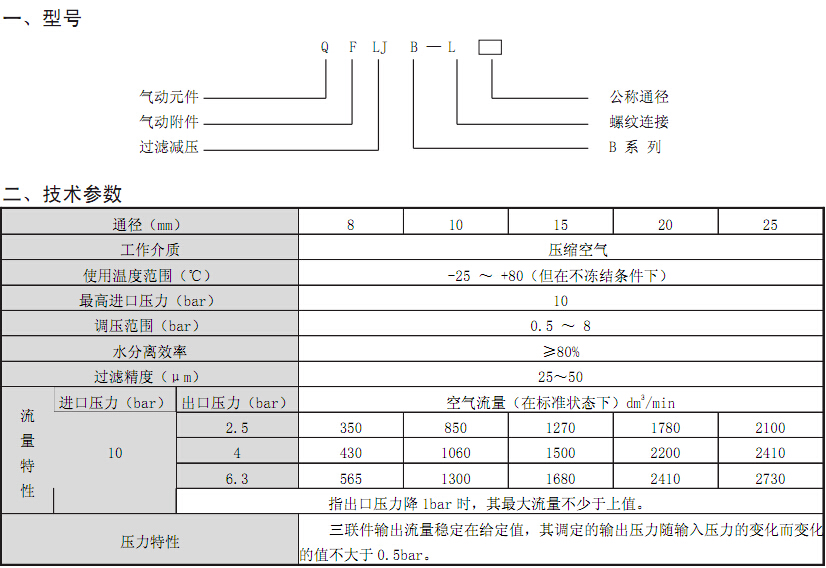 一、型号
Q F LJ B — L
气动元件 公称通径
气动附件 螺纹连接
过滤减压 B 系 列
二、技术参数
通径（mm） 8 10 15 20 25
工作介质 压缩空气
使用温度范围（℃） -25 ～ +80（但在不冻结条件下）
最高进口压力（bar） 10
调压范围（bar） 0.5 ～ 8
水分离效率 ≥80%
过滤精度（μm） 25～50
流量特性 进口压力（bar） 出口压力（bar） 空气流量（在标准状态下）dm³/min
2.5 350 850 1270 1780 2100
10 4 430 1060 1500 2200 2410
6.3 565 1300 1680 2410 2730
指出口压力降1bar时，其最大流量不少于上值。
压力特性 三联件输出流量稳定在给定值，其调定的输出压力随输入压力的变化而变化
的值不大于0.5bar。